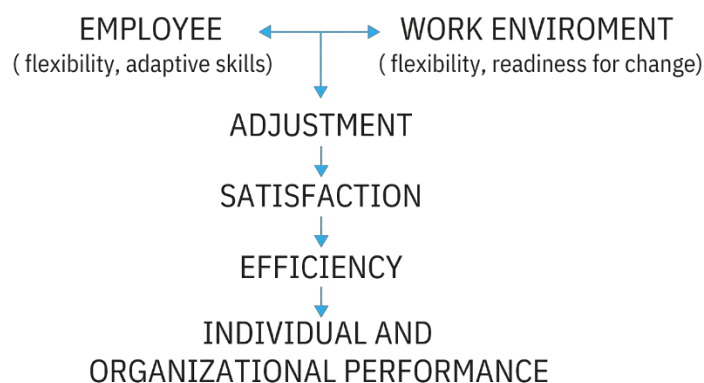 EMPLOYEE
WORK ENVIROMENT
( flexibility, adaptive skills)
( flexibility, readiness for change)
ADJUSTMENT
SATISFACTION
EFFICIENCY
INDIVIDUAL AND
ORGANIZATIONAL PERFORMANCE